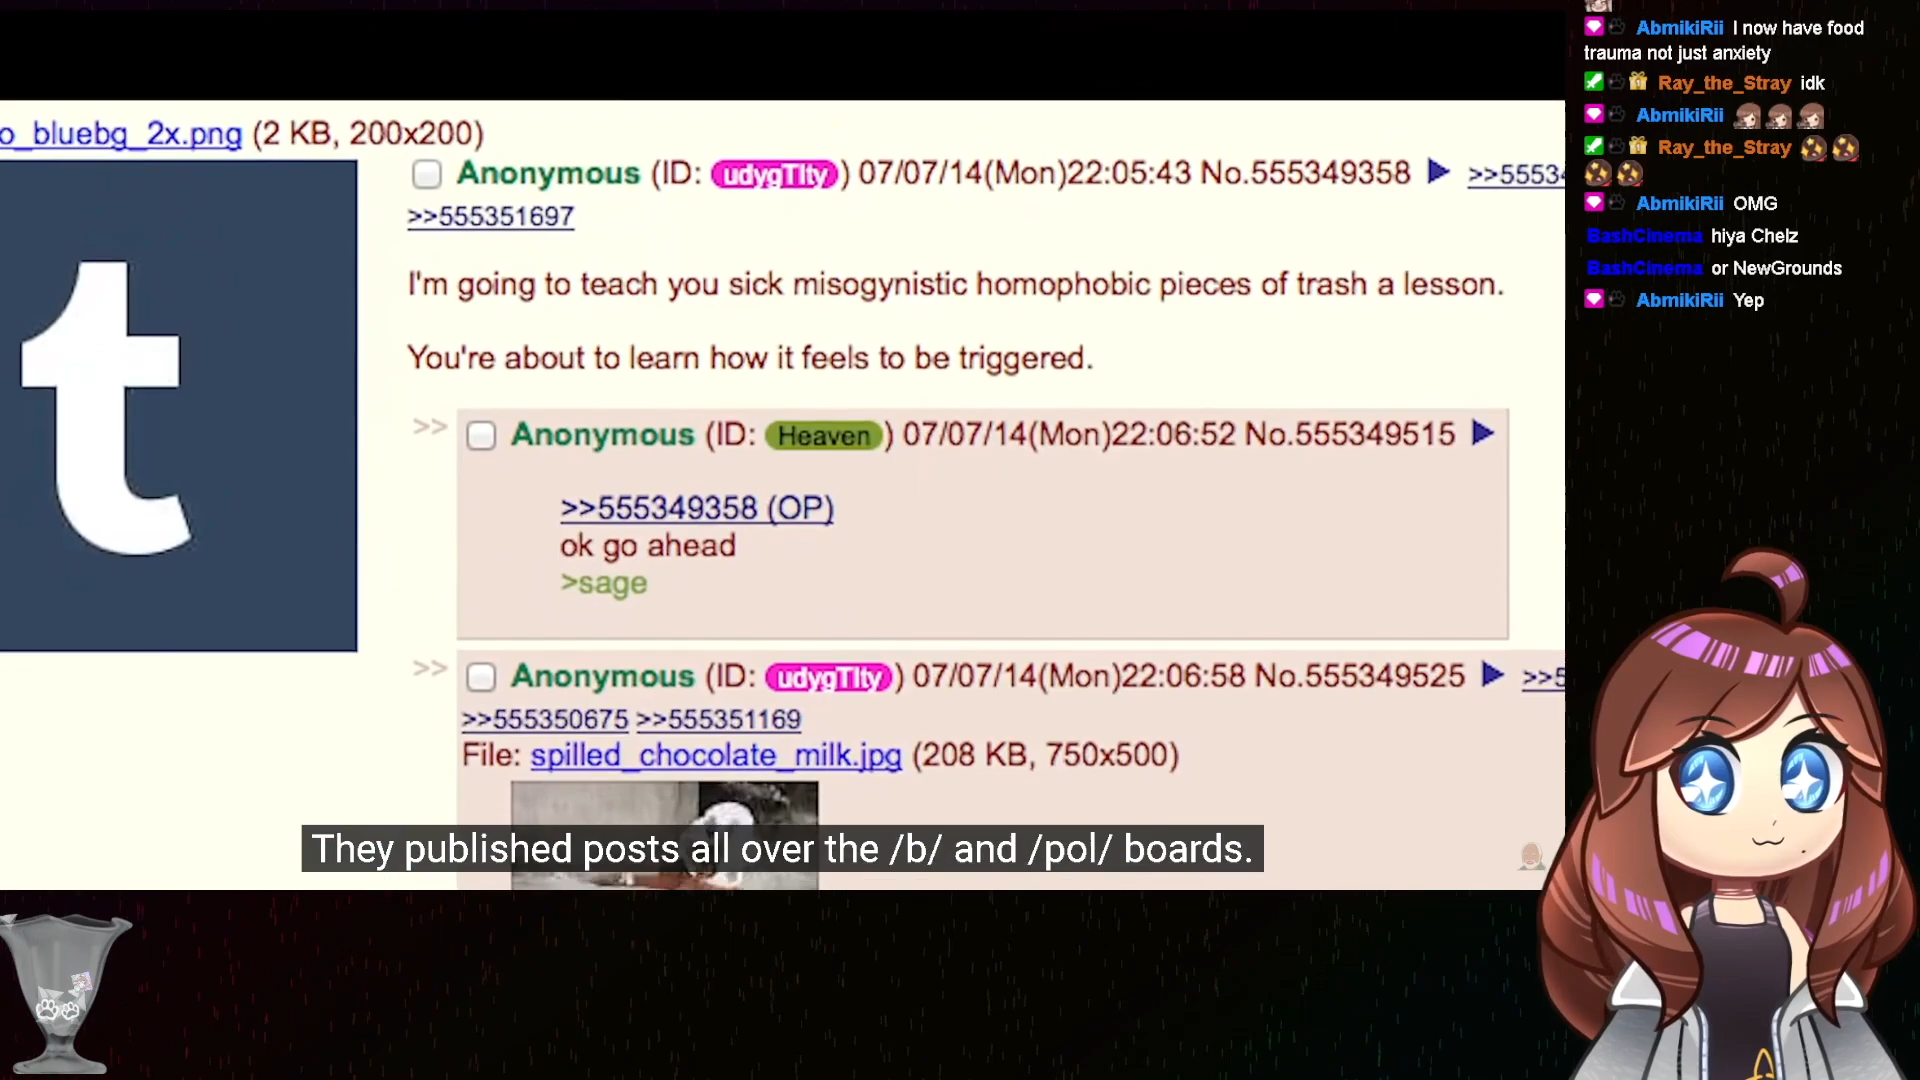 o_bluebg_2x.png (2 KB, 200x200)
t
Anonymous (ID: udygTlty) 07/07/14(Mon)22:05:43 No.555349358 ▶ >>5553
>>555351697
I'm going to teach you sick misogynistic homophobic pieces of trash a lesson.
You're about to learn how it feels to be triggered.
>> Anonymous (ID: Heaven) 07/07/14(Mon)22:06:52 No.555349515 ▶
>>555349358 (OP)
ok go ahead
>sage
>> Anonymous (ID: udygTlty) 07/07/14(Mon)22:06:58 No.555349525 ▶ >>5
>>555350675 >>555351169
File: spilled_chocolate_milk.jpg (208 KB, 750x500)
They published posts all over the /b/ and /pol/ boards.
AbmikiRii I now have food
trauma not just anxiety
Ray_the_Stray idk
AbmikiRii
Ray_the_Stray
AbmikiRii OMG
BashCinema hiya Chelz
BashCinema or NewGrounds
AbmikiRii Yep